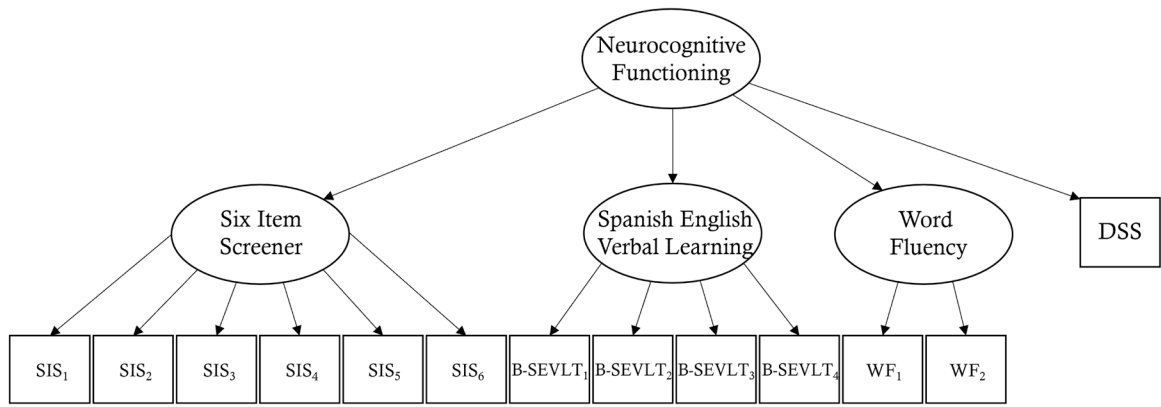 Neurocognitive
Functioning
Six Item
Screener
Spanish English
Verbal Learning
Word
Fluency
DSS
SIS₁
SIS₂
SIS₃
SIS₄
SIS₅
SIS₆
B-SEVLT₁
B-SEVLT₂
B-SEVLT₃
B-SEVLT₄
WF₁
WF₂